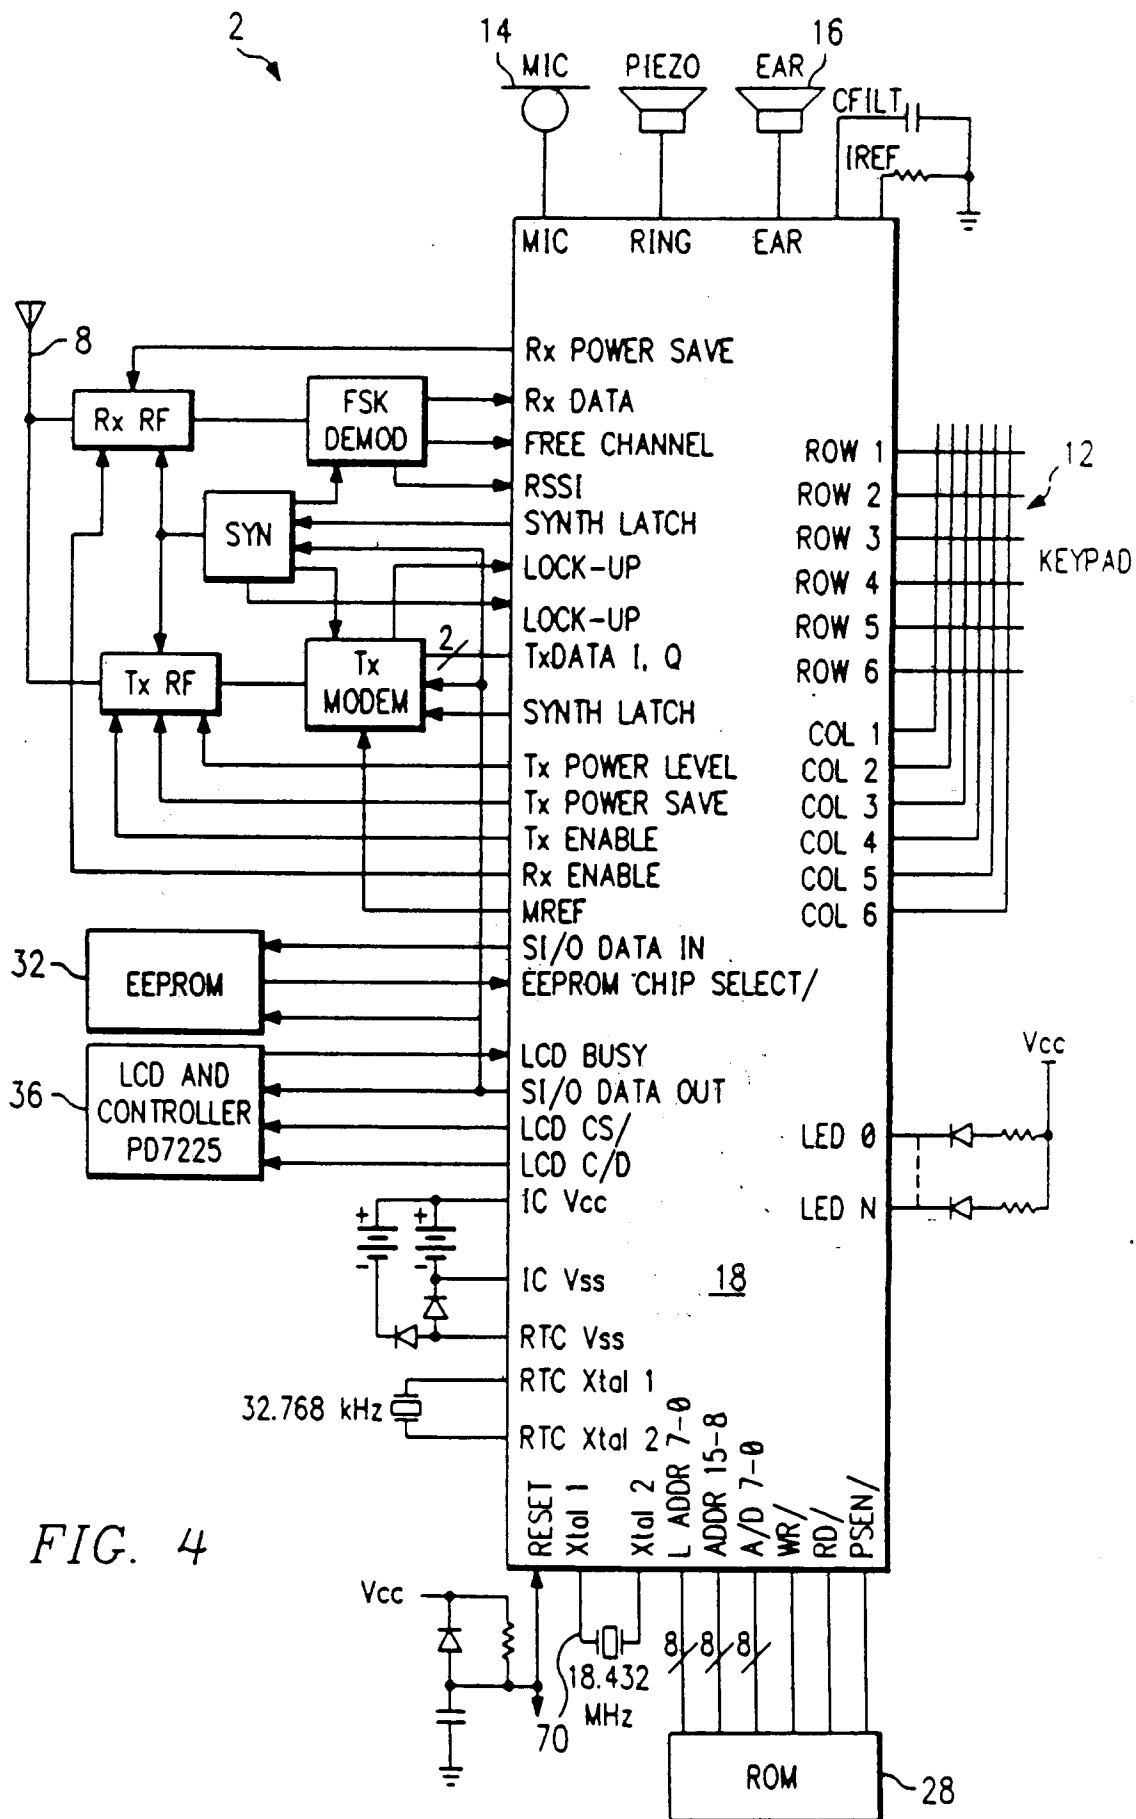 2
14
16
MIC
PIEZO
EAR
CFILT
IREF
MIC
RING
EAR
8
Rx RF
FSK
DEMOD
SYN
Tx RF
Tx
MODEM
2
Rx POWER SAVE
Rx DATA
FREE CHANNEL
RSSI
SYNTH LATCH
LOCK-UP
LOCK-UP
TxDATA I, Q
SYNTH LATCH
Tx POWER LEVEL
Tx POWER SAVE
Tx ENABLE
Rx ENABLE
MREF
SI/O DATA IN
EEPROM CHIP SELECT/
LCD BUSY
SI/O DATA OUT
LCD CS/
LCD C/D
IC Vcc
IC Vss
RTC Vss
RTC Xtal 1
RTC Xtal 2
ROW 1
ROW 2
ROW 3
ROW 4
ROW 5
ROW 6
COL 1
COL 2
COL 3
COL 4
COL 5
COL 6
12
KEYPAD
32
EEPROM
36
LCD AND
CONTROLLER
PD7225
+
+
-
-
32.768 kHz
Vcc
LED 0
LED N
18
RESET
Xtal 1
Xtal 2
L ADDR 7-0
ADDR 15-8
A/D 7-0
WR/
RD/
PSEN/
FIG. 4
Vcc
18.432
MHz
70
8
8
8
ROM
28